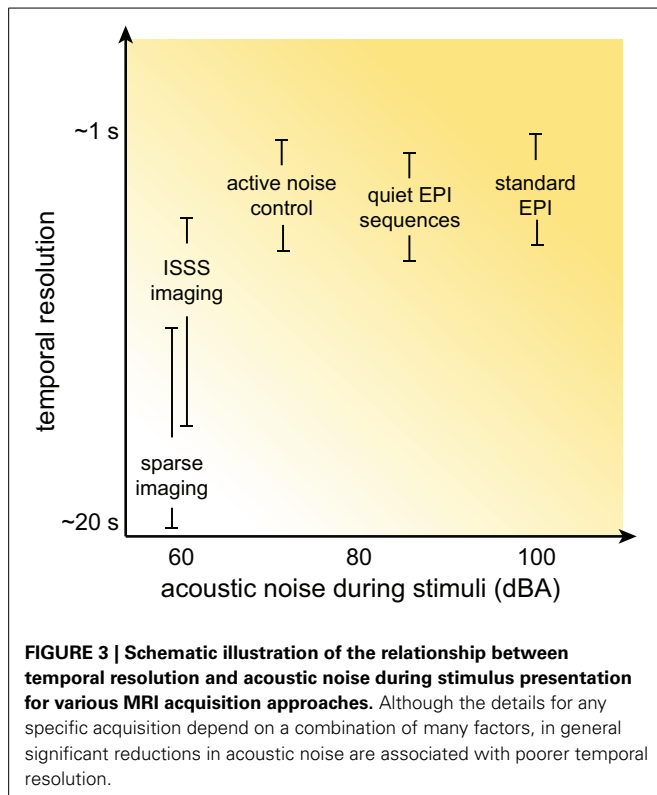 ~1 s
temporal resolution
~20 s
active noise
control
quiet EPI
sequences
standard
EPI
ISSS
imaging
sparse
imaging
60
80
100
acoustic noise during stimuli (dBA)
FIGURE 3 | Schematic illustration of the relationship between
temporal resolution and acoustic noise during stimulus presentation
for various MRI acquisition approaches. Although the details for any
specific acquisition depend on a combination of many factors, in general
significant reductions in acoustic noise are associated with poorer temporal
resolution.